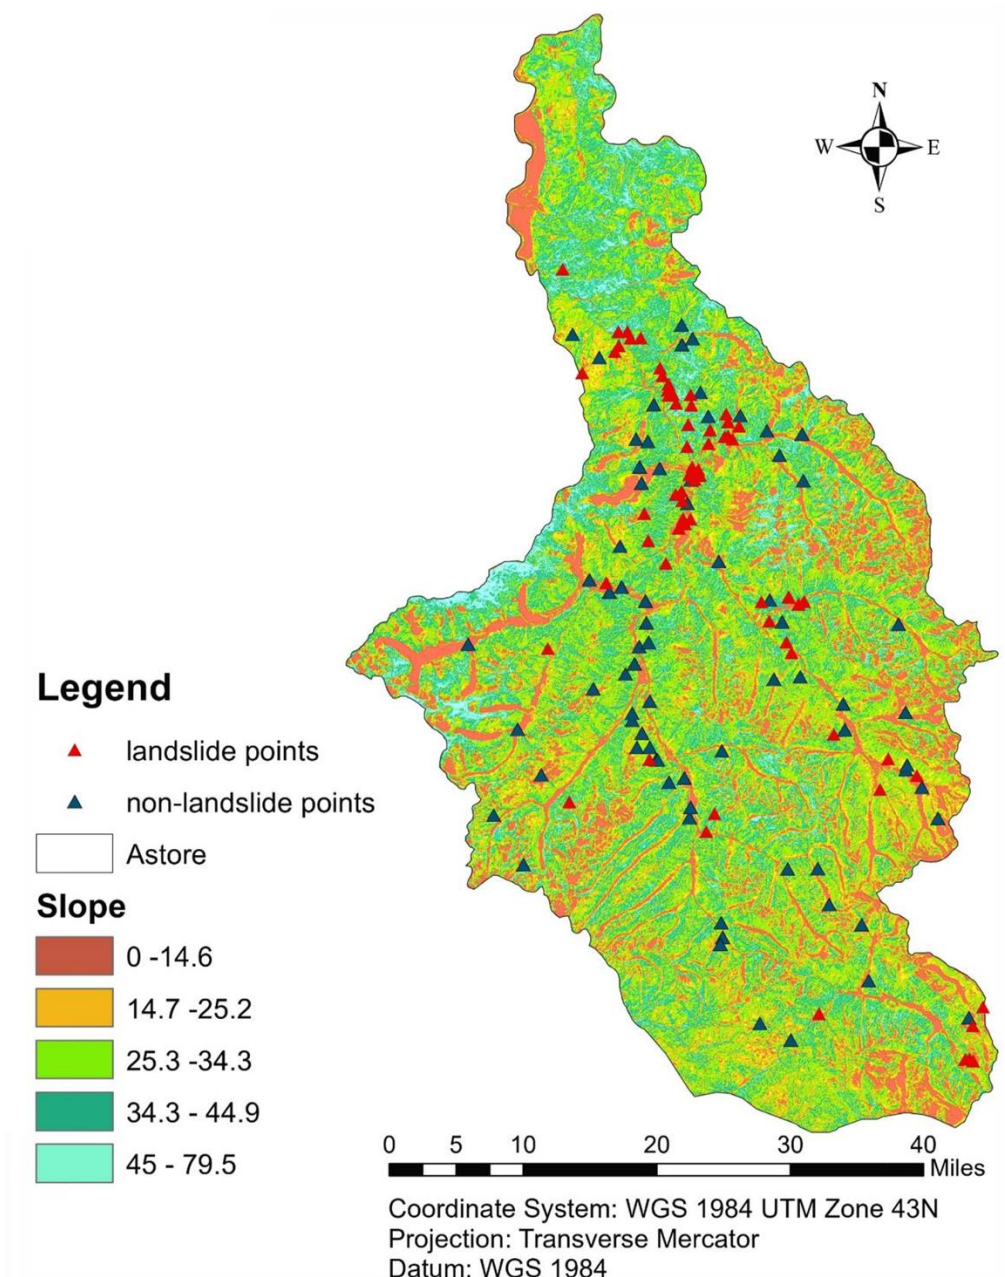 N
W E
S
Legend
landslide points
non-landslide points
Astore
Slope
0 -14.6
14.7 -25.2
25.3 -34.3
34.3 - 44.9
45 - 79.5
0 5 10 20 30 40
Miles
Coordinate System: WGS 1984 UTM Zone 43N
Projection: Transverse Mercator
Datum: WGS 1984